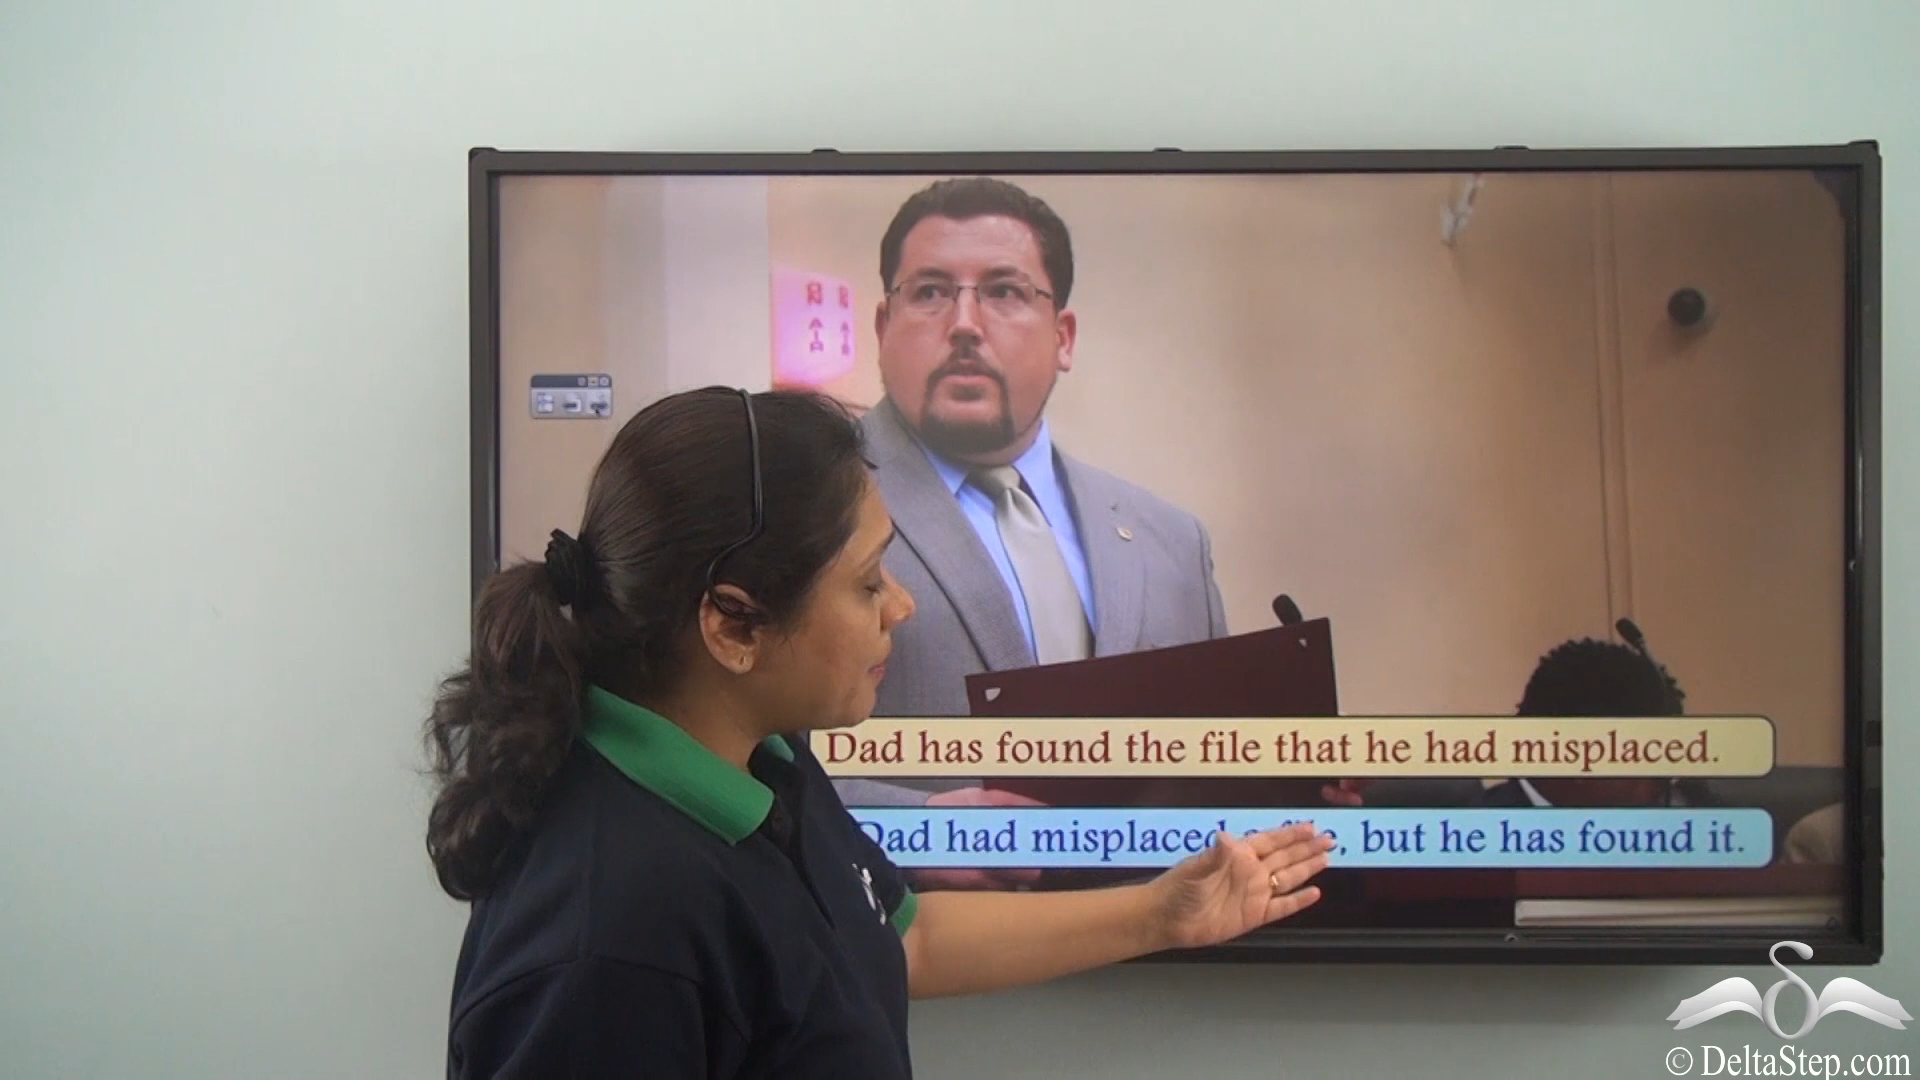 Dad has found the file that he had misplaced.
Dad had misplaced a file, but he has found it.
© DeltaStep.com